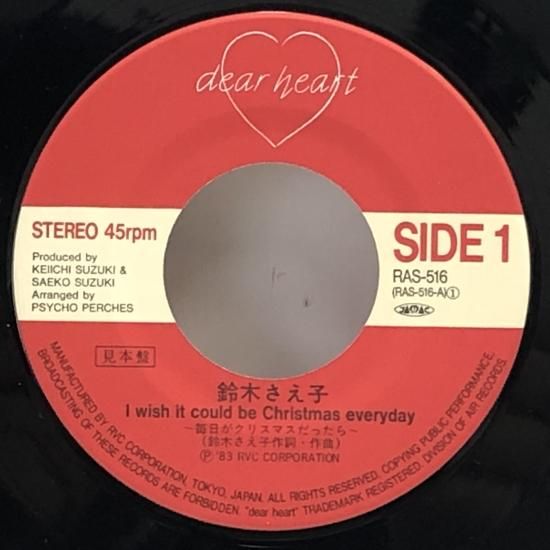 dear heart
STEREO 45rpm
Produced by
KEIICHI SUZUKI &
SAEKO SUZUKI
Arranged by
PSYCHO PERCHES
SIDE 1
RAS-516
(RAS-516-A)①
JASRAC
見本盤
鈴木さえ子
I wish it could be Christmas everyday
～毎日がクリスマスだったら～
(鈴木さえ子作詞・作曲)
Ⓟ '83 RVC CORPORATION
MANUFACTURED BY RVC CORPORATION, TOKYO, JAPAN. ALL RIGHTS RESERVED. COPYING PUBLIC PERFORMANCE.
BROADCASTING OF THESE RECORDS ARE FORBIDDEN. "dear heart" TRADEMARK REGISTERED. DIVISION OF AIR RECORDS.